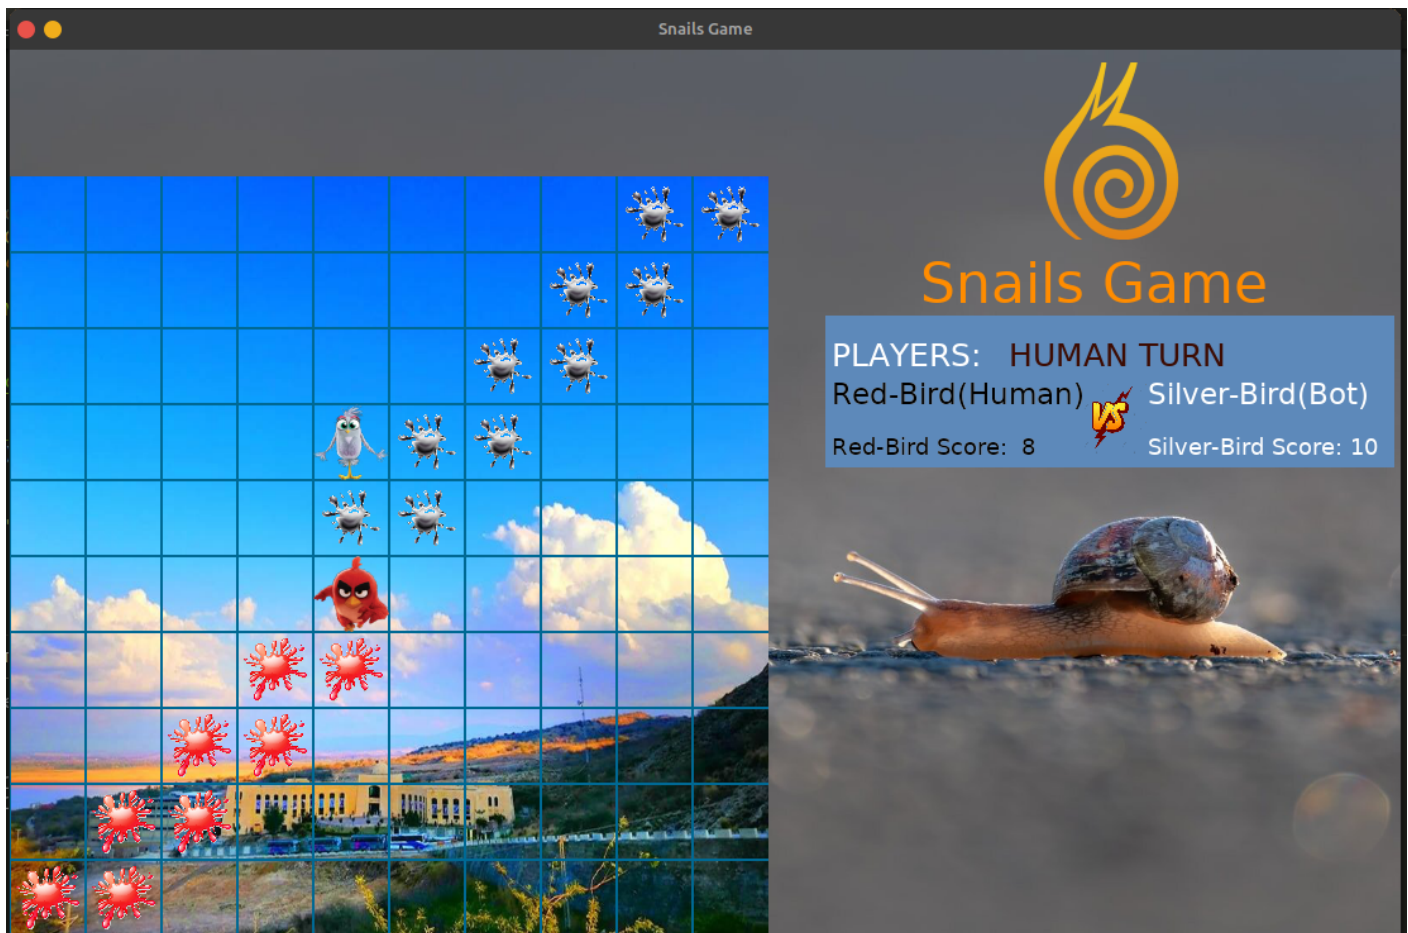 Snails Game
Snails Game
PLAYERS: HUMAN TURN
Red-Bird(Human) VS Silver-Bird(Bot)
Red-Bird Score: 8 Silver-Bird Score: 10